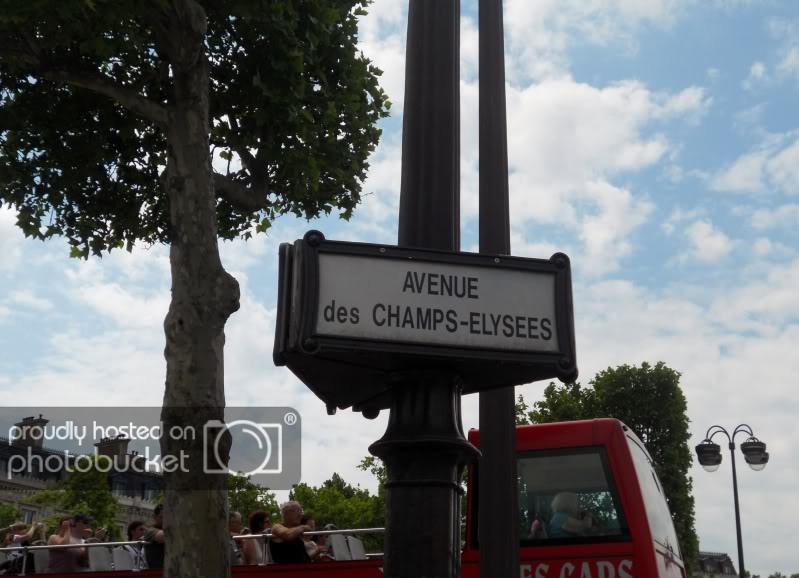 AVENUE
des CHAMPS-ELYSEES
proudly hosted on
photobucket
®
ES CARS